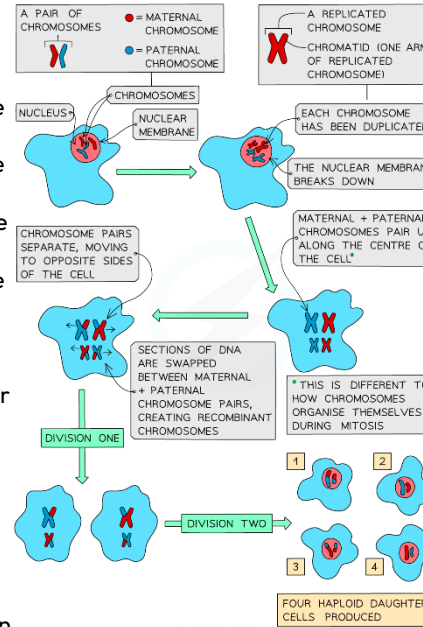 A PAIR OF
CHROMOSOMES
= MATERNAL
CHROMOSOME
= PATERNAL
CHROMOSOME
A REPLICATED
CHROMOSOME
CHROMATID (ONE ARM
OF REPLICATED
CHROMOSOME)
NUCLEUS
CHROMOSOMES
NUCLEAR
MEMBRANE
EACH CHROMOSOME
HAS BEEN DUPLICATED
THE NUCLEAR MEMBRAN
BREAKS DOWN
CHROMOSOME PAIRS
SEPARATE, MOVING
TO OPPOSITE SIDES
OF THE CELL
MATERNAL + PATERNAL
CHROMOSOMES PAIR U
ALONG THE CENTRE O
THE CELL*
SECTIONS OF DNA
ARE SWAPPED
BETWEEN MATERNAL
+ PATERNAL
CHROMOSOME PAIRS,
CREATING RECOMBINANT
CHROMOSOMES
* THIS IS DIFFERENT TO
HOW CHROMOSOMES
ORGANISE THEMSELVES
DURING MITOSIS
DIVISION ONE
DIVISION TWO
1
2
3
4
FOUR HAPLOID DAUGHTER
CELLS PRODUCED